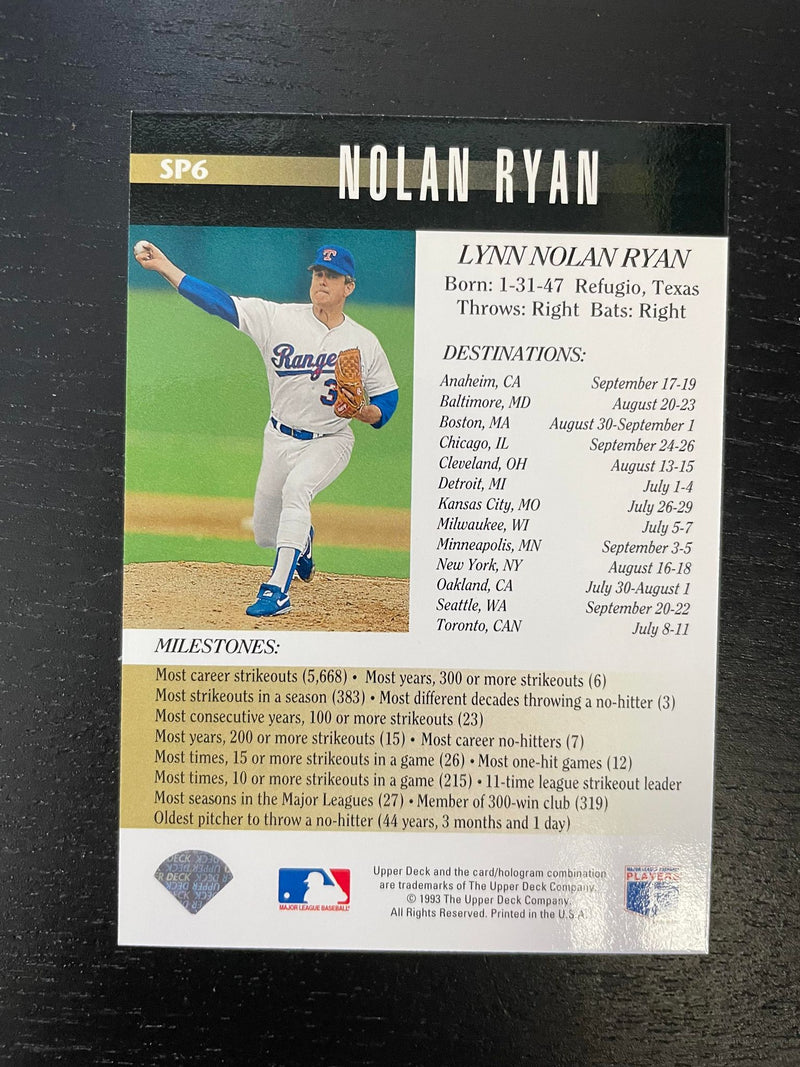 SP6
NOLAN RYAN
T
Range
3
LYNN NOLAN RYAN
Born: 1-31-47 Refugio, Texas
Throws: Right Bats: Right
DESTINATIONS:
Anaheim, CA September 17-19
Baltimore, MD August 20-23
Boston, MA August 30-September 1
Chicago, IL September 24-26
Cleveland, OH August 13-15
Detroit, MI July 1-4
Kansas City, MO July 26-29
Milwaukee, WI July 5-7
Minneapolis, MN September 3-5
New York, NY August 16-18
Oakland, CA July 30-August 1
Seattle, WA September 20-22
Toronto, CAN July 8-11
MILESTONES:
Most career strikeouts (5,668) • Most years, 300 or more strikeouts (6)
Most strikeouts in a season (383) • Most different decades throwing a no-hitter (3)
Most consecutive years, 100 or more strikeouts (23)
Most years, 200 or more strikeouts (15) • Most career no-hitters (7)
Most times, 15 or more strikeouts in a game (26) • Most one-hit games (12)
Most times, 10 or more strikeouts in a game (215) • 11-time league strikeout leader
Most seasons in the Major Leagues (27) • Member of 300-win club (319)
Oldest pitcher to throw a no-hitter (44 years, 3 months and 1 day)
UPPER DECK
MAJOR LEAGUE BASEBALL
Upper Deck and the card/hologram combination
are trademarks of The Upper Deck Company.
© 1993 The Upper Deck Company.
All Rights Reserved. Printed in the U.S.A.
MAJOR LEAGUE BASEBALL
PLAYERS